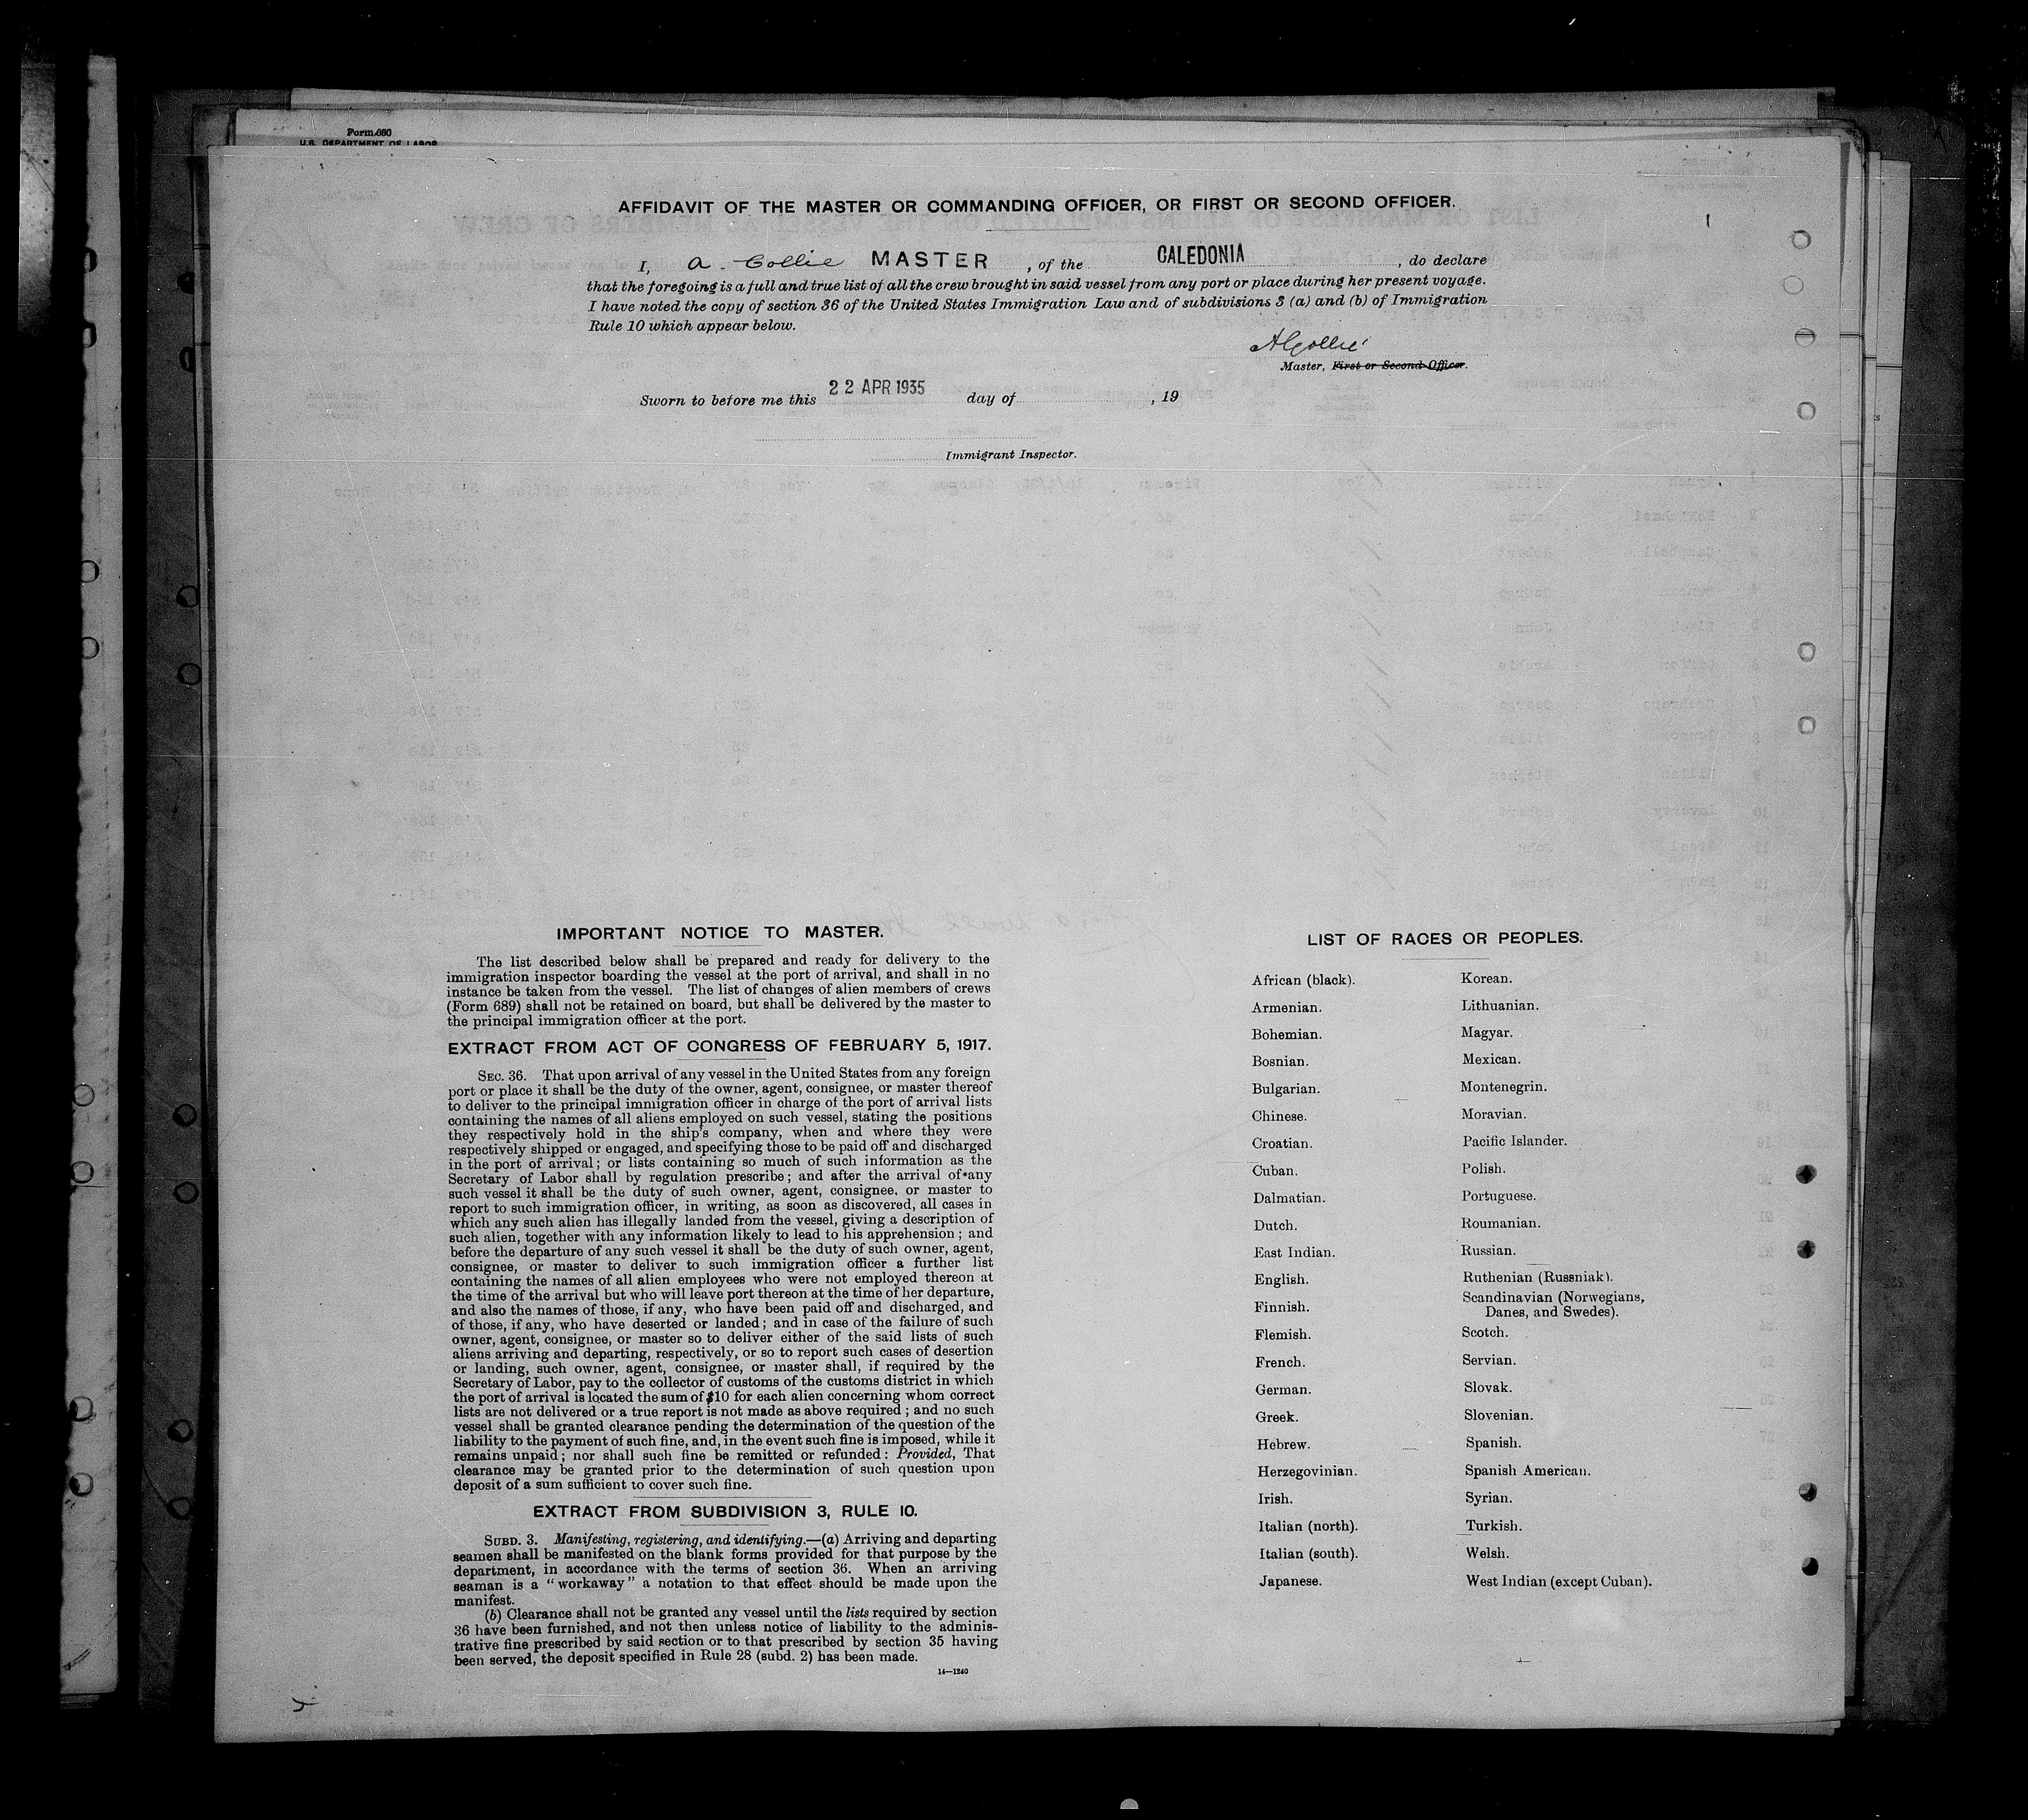 Form 680
U.S. DEPARTMENT OF LABOR
AFFIDAVIT OF THE MASTER OR COMMANDING OFFICER, OR FIRST OR SECOND OFFICER.
I, A. Collie MASTER, of the CALEDONIA, do declare
that the foregoing is a full and true list of all the crew brought in said vessel from any port or place during her present voyage.
I have noted the copy of section 36 of the United States Immigration Law and of subdivisions 3 (a) and (b) of Immigration
Rule 10 which appear below.
A Collie
Master, First or Second Officer.
Sworn to before me this 22 APR 1935 day of , 19
Immigrant Inspector.
IMPORTANT NOTICE TO MASTER.
The list described below shall be prepared and ready for delivery to the
immigration inspector boarding the vessel at the port of arrival, and shall in no
instance be taken from the vessel. The list of changes of alien members of crews
(Form 689) shall not be retained on board, but shall be delivered by the master to
the principal immigration officer at the port.
EXTRACT FROM ACT OF CONGRESS OF FEBRUARY 5, 1917.
SEC. 36. That upon arrival of any vessel in the United States from any foreign
port or place it shall be the duty of the owner, agent, consignee, or master thereof
to deliver to the principal immigration officer in charge of the port of arrival lists
containing the names of all aliens employed on such vessel, stating the positions
they respectively hold in the ship's company, when and where they were
respectively shipped or engaged, and specifying those to be paid off and discharged
in the port of arrival; or lists containing so much of such information as the
Secretary of Labor shall by regulation prescribe; and after the arrival of any
such vessel it shall be the duty of such owner, agent, consignee, or master to
report to such immigration officer, in writing, as soon as discovered, all cases in
which any such alien has illegally landed from the vessel, giving a description of
such alien, together with any information likely to lead to his apprehension; and
before the departure of any such vessel it shall be the duty of such owner, agent,
consignee, or master to deliver to such immigration officer a further list
containing the names of all alien employees who were not employed thereon at
the time of the arrival but who will leave port thereon at the time of her departure,
and also the names of those, if any, who have been paid off and discharged, and
of those, if any, who have deserted or landed; and in case of the failure of such
owner, agent, consignee, or master so to deliver either of the said lists of such
aliens arriving and departing, respectively, or so to report such cases of desertion
or landing, such owner, agent, consignee, or master shall, if required by the
Secretary of Labor, pay to the collector of customs of the customs district in which
the port of arrival is located the sum of $10 for each alien concerning whom correct
lists are not delivered or a true report is not made as above required; and no such
vessel shall be granted clearance pending the determination of the question of the
liability to the payment of such fine, and, in the event such fine is imposed, while it
remains unpaid; nor shall such fine be remitted or refunded: Provided, That
clearance may be granted prior to the determination of such question upon
deposit of a sum sufficient to cover such fine.
EXTRACT FROM SUBDIVISION 3, RULE 10.
SUBD. 3. Manifesting, registering, and identifying.—(a) Arriving and departing
seamen shall be manifested on the blank forms provided for that purpose by the
department, in accordance with the terms of section 36. When an arriving
seaman is a "workaway" a notation to that effect should be made upon the
manifest.
(b) Clearance shall not be granted any vessel until the lists required by section
36 have been furnished, and not then unless notice of liability to the adminis-
trative fine prescribed by said section or to that prescribed by section 35 having
been served, the deposit specified in Rule 28 (subd. 2) has been made.
14—1240
LIST OF RACES OR PEOPLES.
African (black).
Armenian.
Bohemian.
Bosnian.
Bulgarian.
Chinese.
Croatian.
Cuban.
Dalmatian.
Dutch.
East Indian.
English.
Finnish.
Flemish.
French.
German.
Greek.
Hebrew.
Herzegovinian.
Irish.
Italian (north).
Italian (south).
Japanese.
Korean.
Lithuanian.
Magyar.
Mexican.
Montenegrin.
Moravian.
Pacific Islander.
Polish.
Portuguese.
Roumanian.
Russian.
Ruthenian (Russniak).
Scandinavian (Norwegians,
Danes, and Swedes).
Scotch.
Servian.
Slovak.
Slovenian.
Spanish.
Spanish American.
Syrian.
Turkish.
Welsh.
West Indian (except Cuban).